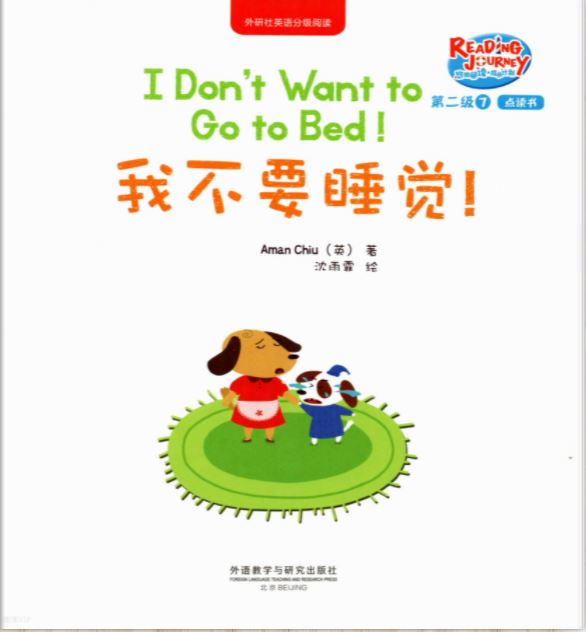 外研社英语分级阅读
READING
JOURNEY
I Don't Want to
第二级 7 点读书
Go to Bed!
我不要睡觉!
Aman Chiu (英) 著
沈雨霏 绘
外语教学与研究出版社
FOREIGN LANGUAGE TEACHING AND RESEARCH PRESS
北京 BEIJING